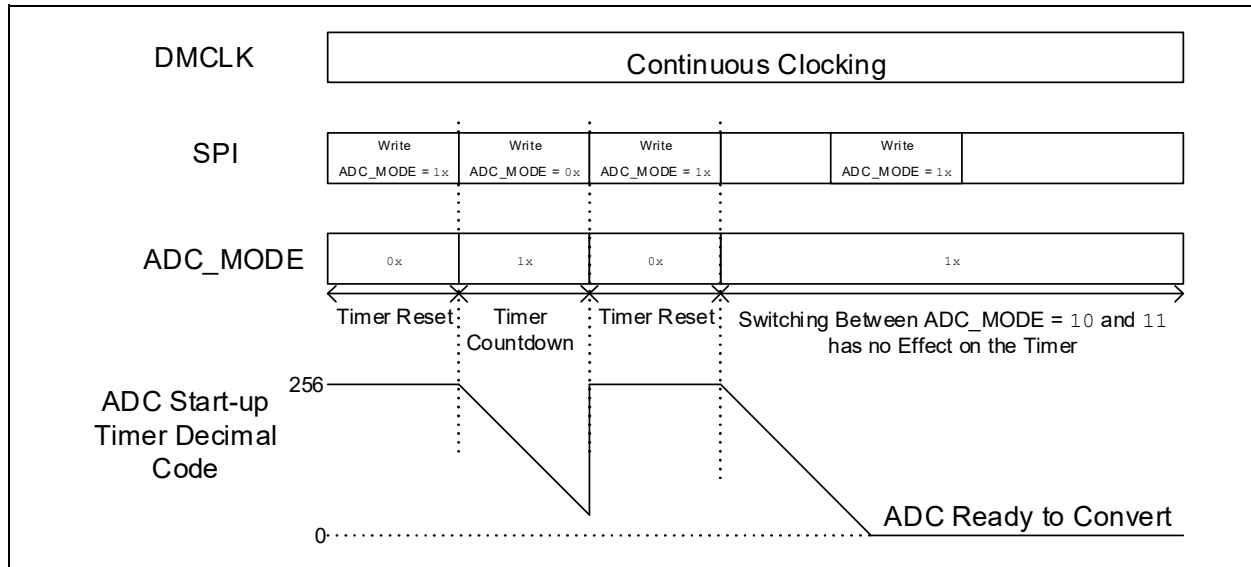 DMCLK
Continuous Clocking
SPI
Write
ADC_MODE = 1x
Write
ADC_MODE = 0x
Write
ADC_MODE = 1x
Write
ADC_MODE = 1x
ADC_MODE
0x
1x
0x
1x
Timer Reset
Timer
Countdown
Timer Reset
Switching Between ADC_MODE = 10 and 11
has no Effect on the Timer
ADC Start-up
Timer Decimal
Code
256
0
ADC Ready to Convert